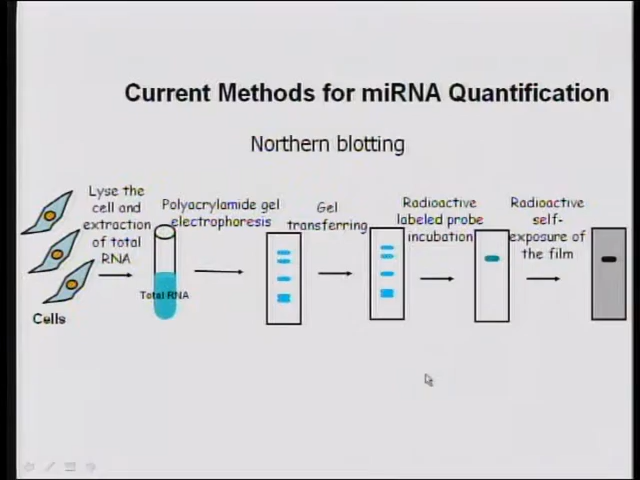 Current Methods for miRNA Quantification
Northern blotting
Lyse the
cell and
extraction
of total
RNA
Polyacrylamide gel
electrophoresis
Gel
transferring
Radioactive
labeled probe
incubation
Radioactive
self-
exposure of
the film
Total RNA
Cells